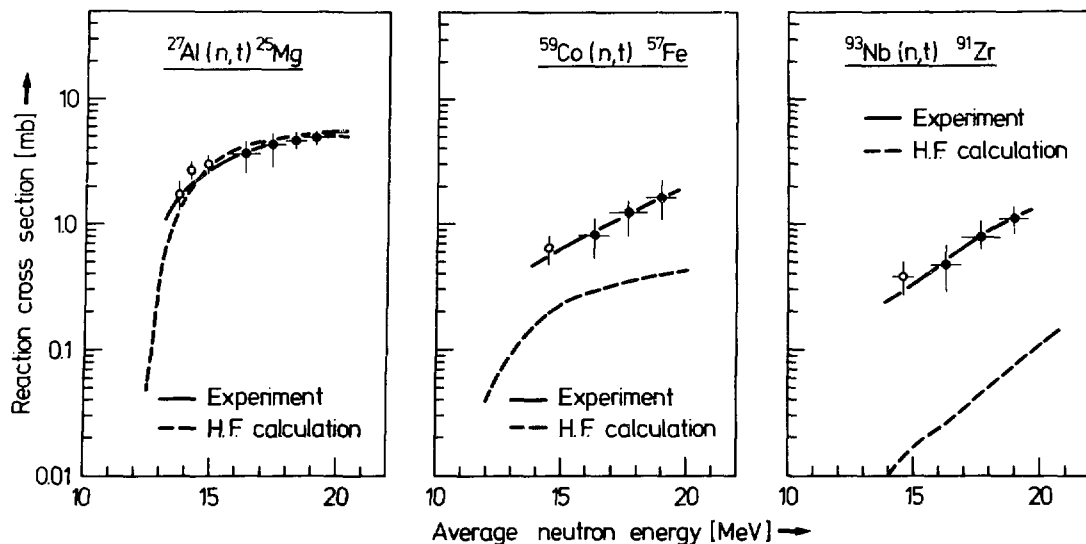 ²⁷Al(n,t)²⁵Mg
⁵⁹Co(n,t) ⁵⁷Fe
⁹³Nb(n,t) ⁹¹Zr
Reaction cross section [mb]
10
1.0
0.1
0.01
Experiment
H.F. calculation
Experiment
H.F. calculation
Experiment
H.F. calculation
10 15 20
10 15 20
10 15 20
Average neutron energy [MeV]